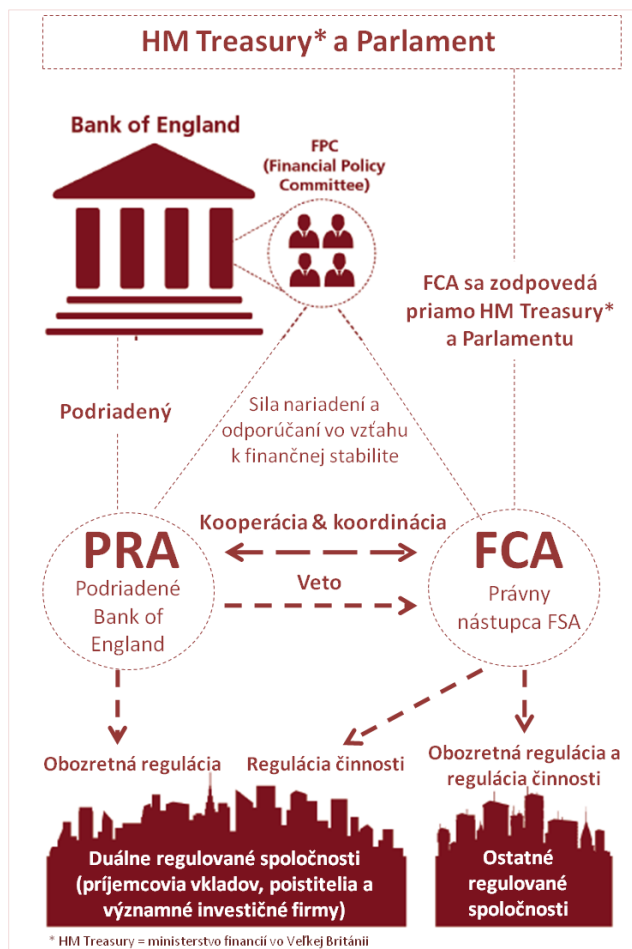 HM Treasury* a Parlament
Bank of England
FPC
(Financial Policy
Committee)
FCA sa zodpovedá
priamo HM Treasury*
a Parlamentu
Podriadený
Sila nariadení a
odporúčaní vo vzťahu
k finančnej stabilite
Kooperácia & koordinácia
Veto
PRA
Podriadené
Bank of
England
FCA
Právny
nástupca FSA
Obozretná regulácia
Regulácia činnosti
Obozretná regulácia a
regulácia činnosti
Duálne regulované spoločnosti
(príjemcovia vkladov, poistitelia a
významné investičné firmy)
Ostatné
regulované
spoločnosti
* HM Treasury = ministerstvo financií vo Veľkej Británii